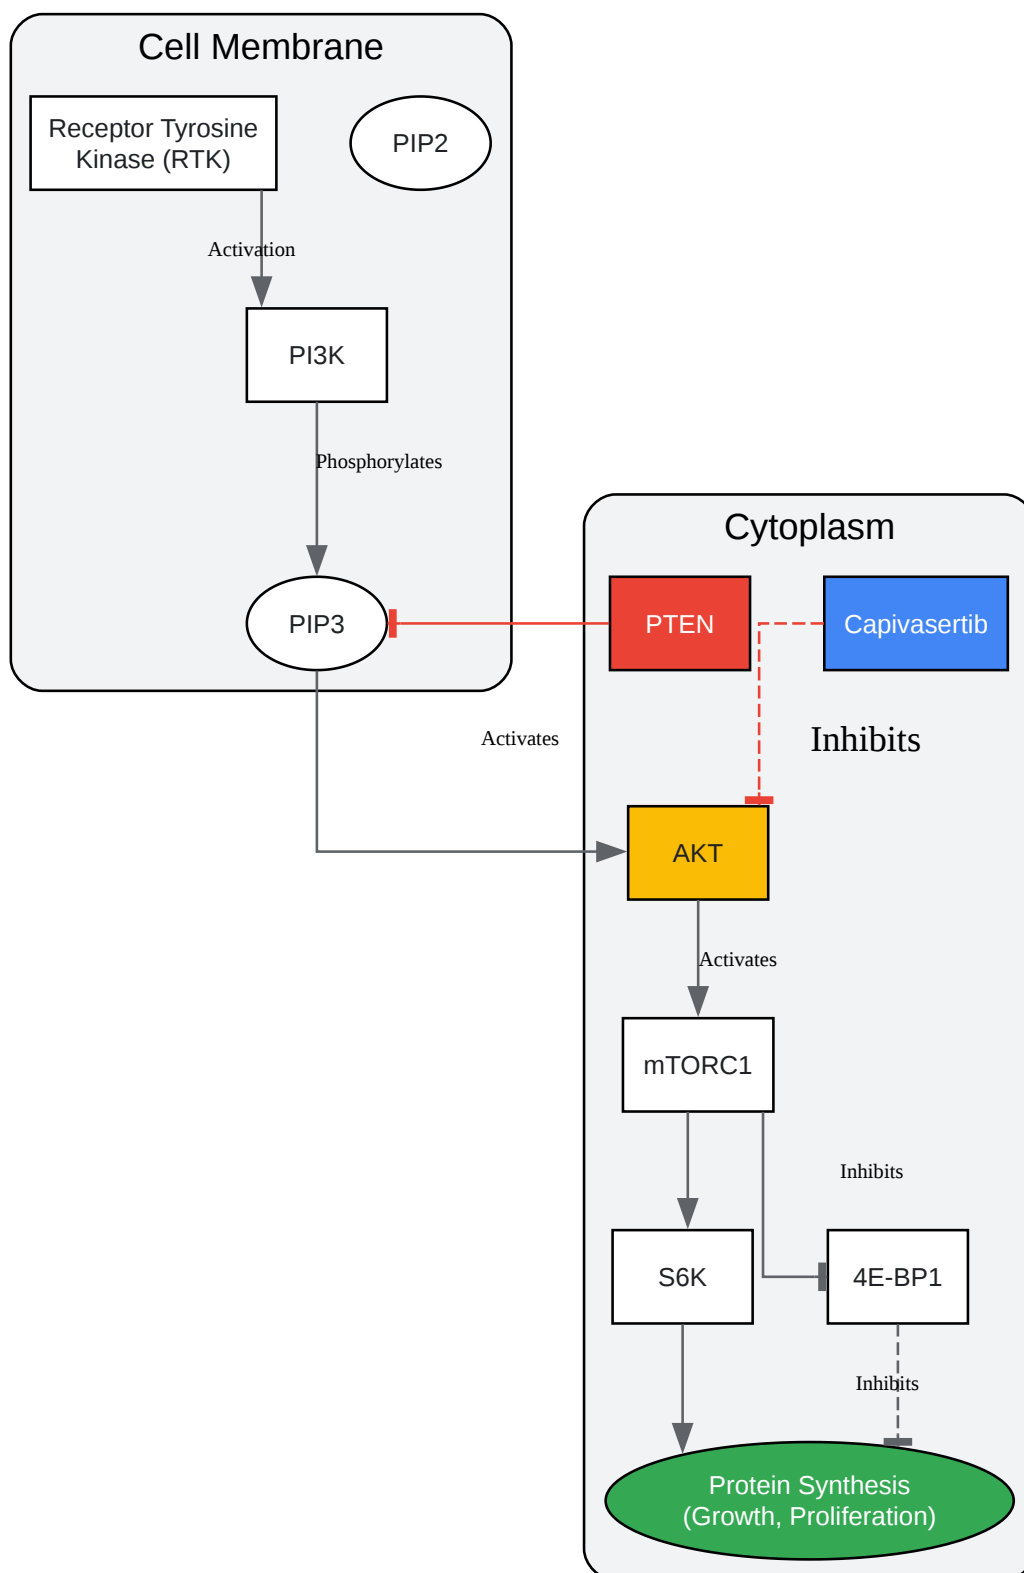 Cell Membrane
Receptor Tyrosine
Kinase (RTK)
PIP2
Activation
PI3K
Phosphorylates
PIP3
Cytoplasm
PTEN
Capivasertib
Activates
Inhibits
AKT
Activates
mTORC1
Inhibits
S6K
4E-BP1
Inhibits
Protein Synthesis
(Growth, Proliferation)